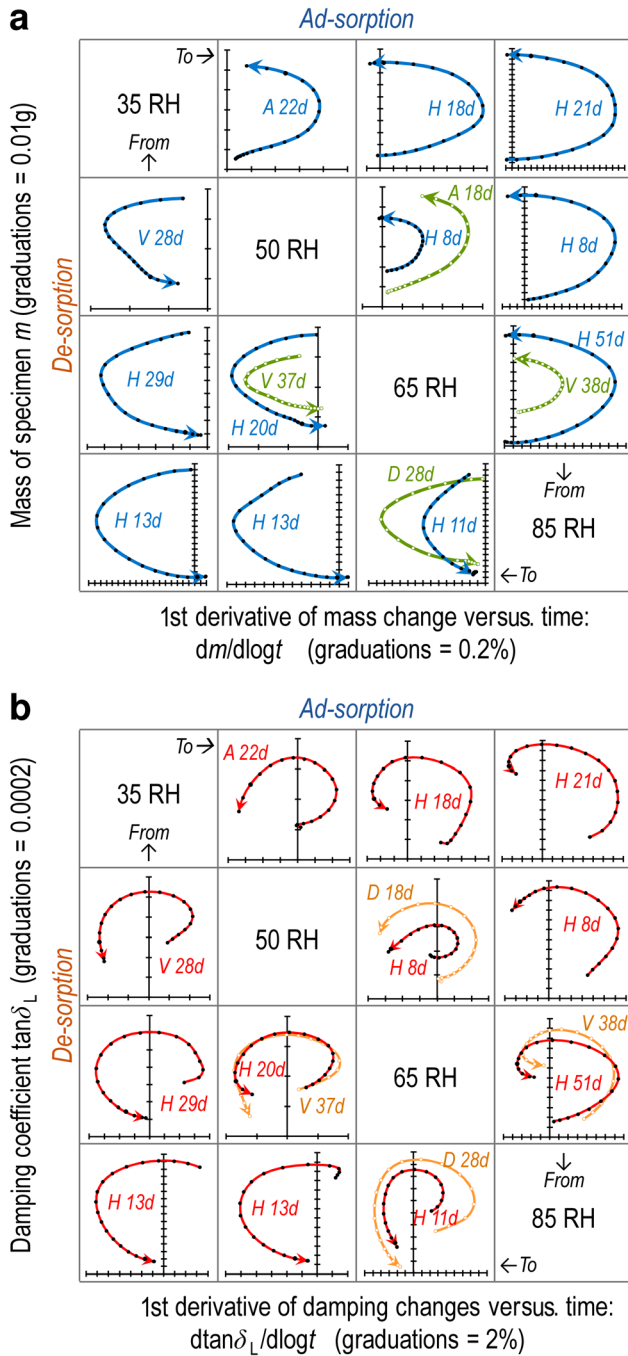 a
Ad-sorption
To →
35 RH
From
↑
A 22d
H 18d
H 21d
V 28d
50 RH
A 18d
H 8d
H 8d
H 29d
V 37d
H 20d
65 RH
H 51d
V 38d
H 13d
H 13d
D 28d
H 11d
↓
From
85 RH
←To
Mass of specimen m (graduations = 0.01g)
De-sorption
1st derivative of mass change versus. time:
dm/dlogt (graduations = 0.2%)
b
Ad-sorption
To →
35 RH
From
↑
A 22d
H 18d
H 21d
V 28d
50 RH
D 18d
H 8d
H 8d
H 29d
H 20d
V 37d
65 RH
V 38d
H 51d
H 13d
H 13d
D 28d
H 11d
↓
From
85 RH
←To
Damping coefficient tanδL (graduations = 0.0002)
De-sorption
1st derivative of damping changes versus. time:
dtanδL/dlogt (graduations = 2%)